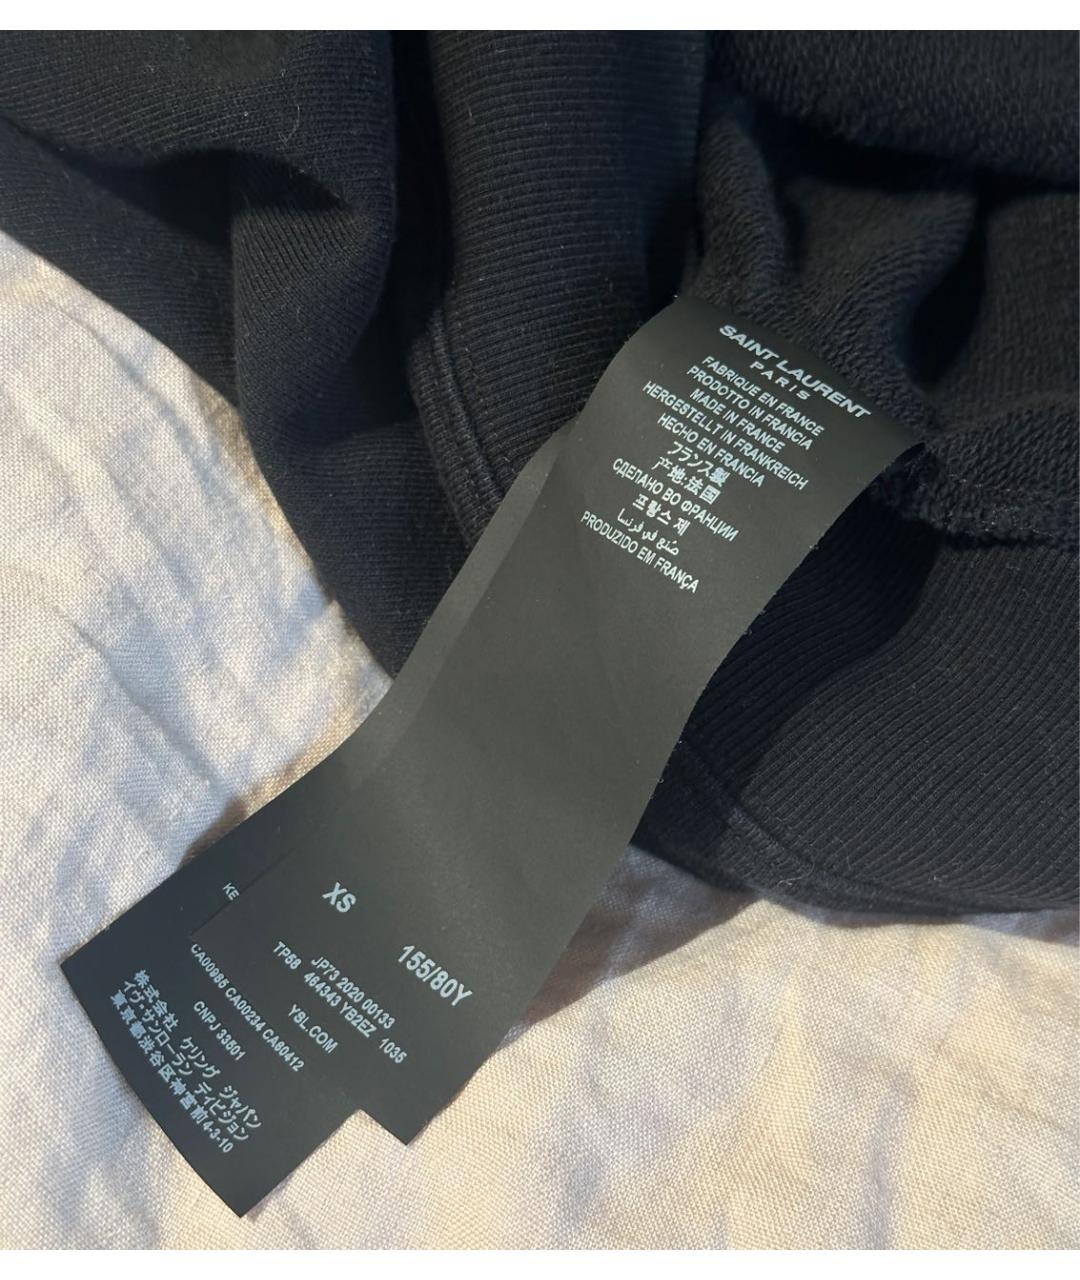 SAINT LAURENT
PARIS
FABRIQUE EN FRANCE
PRODOTTO IN FRANCIA
MADE IN FRANCE
HERGESTELLT IN FRANKREICH
HECHO EN FRANCIA
フランス製
产地:法国
СДЕЛАНО ВО ФРАНЦИИ
프랑스 제
صنع في فرنسا
PRODUZIDO EM FRANÇA
XS
155/80Y
JP73 2020 00133
TP88 464343 YB2EZ 1035
YSL.COM
KE
CA00985 CA00234 CA80412
CNPJ 33501
株式会社 ケリング ジャパン
イヴ・サンローラン ディビジョン
東京都渋谷区神宮前4-3-10